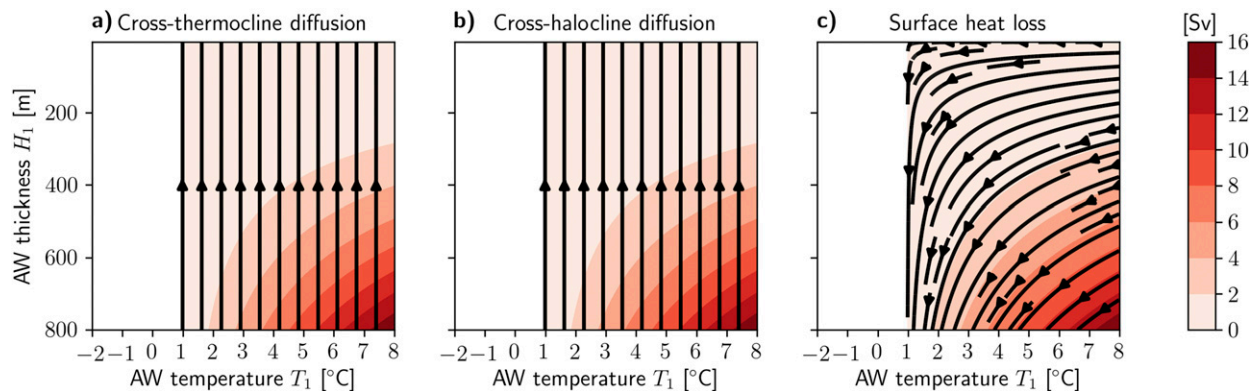 a) Cross-thermocline diffusion
b) Cross-halocline diffusion
c) Surface heat loss
[Sv]
AW thickness H₁ [m]
200
400
600
800
−2 −1 0 1 2 3 4 5 6 7 8
AW temperature T₁ [°C]
−2 −1 0 1 2 3 4 5 6 7 8
AW temperature T₁ [°C]
−2 −1 0 1 2 3 4 5 6 7 8
AW temperature T₁ [°C]
16
14
12
10
8
6
4
2
0